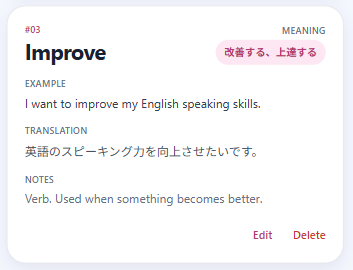 #03
MEANING
Improve
改善する、上達する
EXAMPLE
I want to improve my English speaking skills.
TRANSLATION
英語のスピーキング力を向上させたいです。
NOTES
Verb. Used when something becomes better.
Edit Delete